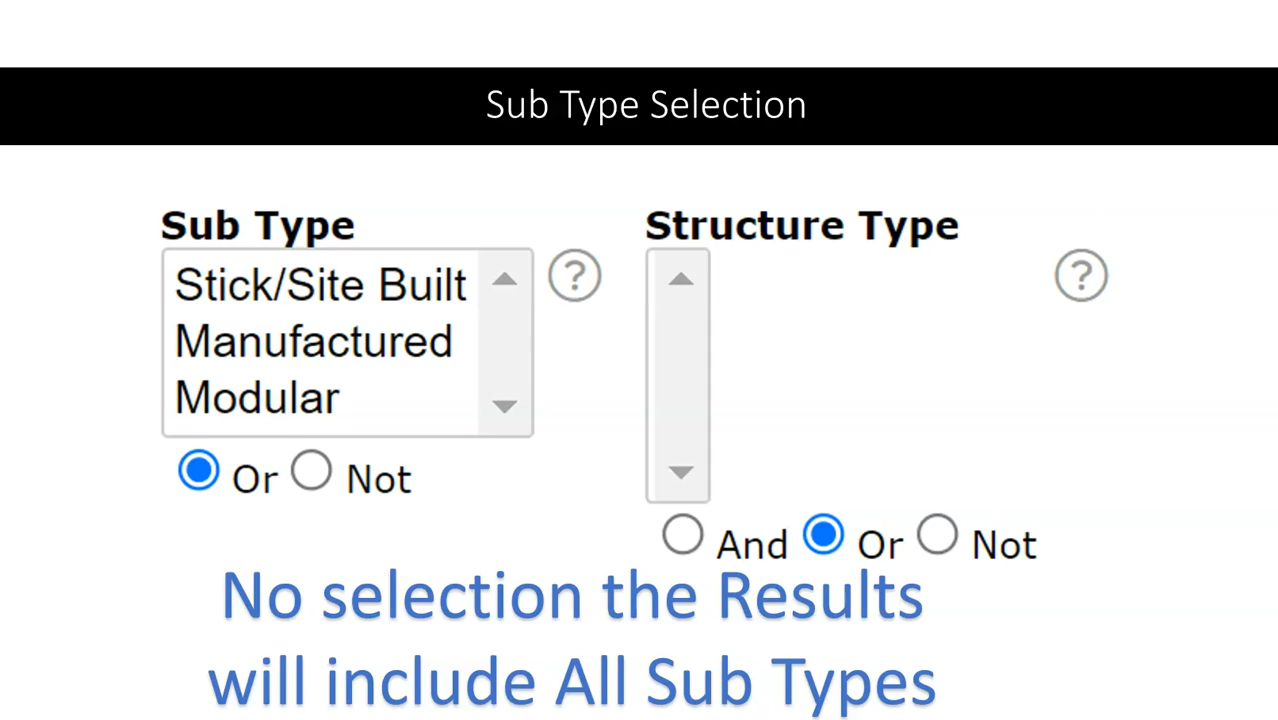 Sub Type Selection
Sub Type
Stick/Site Built
Manufactured
Modular
Or Not
Structure Type
And Or Not
No selection the Results
will include All Sub Types